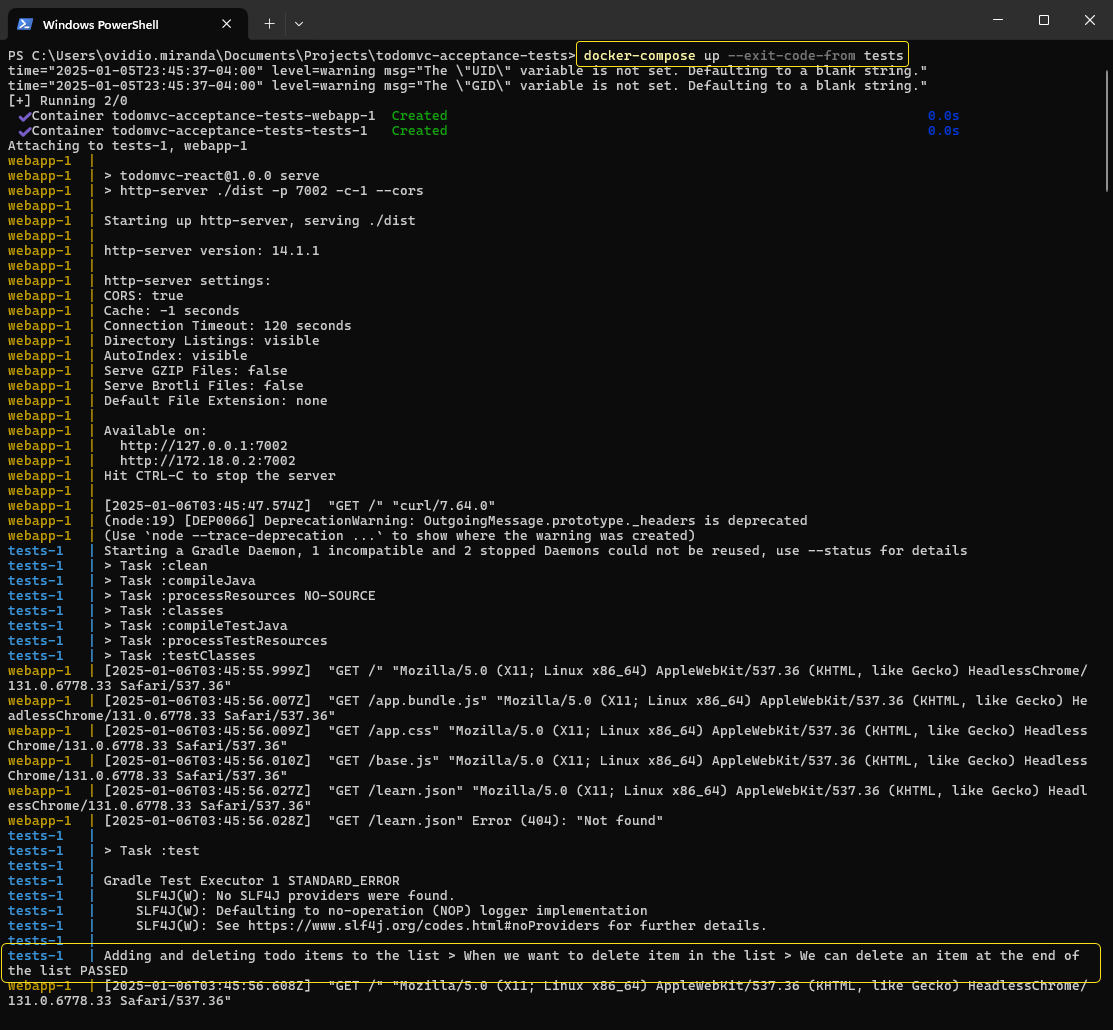 Windows PowerShell
PS C:\Users\ovidio.miranda\Documents\Projects\todomvc-acceptance-tests> docker-compose up --exit-code-from tests
time="2025-01-05T23:45:37-04:00" level=warning msg="The \"UID\" variable is not set. Defaulting to a blank string."
time="2025-01-05T23:45:37-04:00" level=warning msg="The \"GID\" variable is not set. Defaulting to a blank string."
[+] Running 2/0
Container todomvc-acceptance-tests-webapp-1  Created 0.0s
Container todomvc-acceptance-tests-tests-1   Created 0.0s
Attaching to tests-1, webapp-1
webapp-1  |
webapp-1  | > todomvc-react@1.0.0 serve
webapp-1  | > http-server ./dist -p 7002 -c-1 --cors
webapp-1  |
webapp-1  | Starting up http-server, serving ./dist
webapp-1  |
webapp-1  | http-server version: 14.1.1
webapp-1  |
webapp-1  | http-server settings:
webapp-1  | CORS: true
webapp-1  | Cache: -1 seconds
webapp-1  | Connection Timeout: 120 seconds
webapp-1  | Directory Listings: visible
webapp-1  | AutoIndex: visible
webapp-1  | Serve GZIP Files: false
webapp-1  | Serve Brotli Files: false
webapp-1  | Default File Extension: none
webapp-1  |
webapp-1  | Available on:
webapp-1  |   http://127.0.0.1:7002
webapp-1  |   http://172.18.0.2:7002
webapp-1  | Hit CTRL-C to stop the server
webapp-1  |
webapp-1  | [2025-01-06T03:45:47.574Z]  "GET /" "curl/7.64.0"
webapp-1  | (node:19) [DEP0066] DeprecationWarning: OutgoingMessage.prototype._headers is deprecated
webapp-1  | (Use `node --trace-deprecation ...` to show where the warning was created)
tests-1   | Starting a Gradle Daemon, 1 incompatible and 2 stopped Daemons could not be reused, use --status for details
tests-1   | > Task :clean
tests-1   | > Task :compileJava
tests-1   | > Task :processResources NO-SOURCE
tests-1   | > Task :classes
tests-1   | > Task :compileTestJava
tests-1   | > Task :processTestResources
tests-1   | > Task :testClasses
webapp-1  | [2025-01-06T03:45:55.999Z]  "GET /" "Mozilla/5.0 (X11; Linux x86_64) AppleWebKit/537.36 (KHTML, like Gecko) HeadlessChrome/
131.0.6778.33 Safari/537.36"
webapp-1  | [2025-01-06T03:45:56.007Z]  "GET /app.bundle.js" "Mozilla/5.0 (X11; Linux x86_64) AppleWebKit/537.36 (KHTML, like Gecko) He
adlessChrome/131.0.6778.33 Safari/537.36"
webapp-1  | [2025-01-06T03:45:56.009Z]  "GET /app.css" "Mozilla/5.0 (X11; Linux x86_64) AppleWebKit/537.36 (KHTML, like Gecko) Headless
Chrome/131.0.6778.33 Safari/537.36"
webapp-1  | [2025-01-06T03:45:56.010Z]  "GET /base.js" "Mozilla/5.0 (X11; Linux x86_64) AppleWebKit/537.36 (KHTML, like Gecko) Headless
Chrome/131.0.6778.33 Safari/537.36"
webapp-1  | [2025-01-06T03:45:56.027Z]  "GET /learn.json" "Mozilla/5.0 (X11; Linux x86_64) AppleWebKit/537.36 (KHTML, like Gecko) Headl
essChrome/131.0.6778.33 Safari/537.36"
webapp-1  | [2025-01-06T03:45:56.028Z]  "GET /learn.json" Error (404): "Not found"
tests-1   |
tests-1   | > Task :test
tests-1   |
tests-1   | Gradle Test Executor 1 STANDARD_ERROR
tests-1   |     SLF4J(W): No SLF4J providers were found.
tests-1   |     SLF4J(W): Defaulting to no-operation (NOP) logger implementation
tests-1   |     SLF4J(W): See https://www.slf4j.org/codes.html#noProviders for further details.
tests-1   |
tests-1   | Adding and deleting todo items to the list > When we want to delete item in the list > We can delete an item at the end of
the list PASSED
webapp-1  | [2025-01-06T03:45:56.608Z]  "GET /" "Mozilla/5.0 (X11; Linux x86_64) AppleWebKit/537.36 (KHTML, like Gecko) HeadlessChrome/
131.0.6778.33 Safari/537.36"